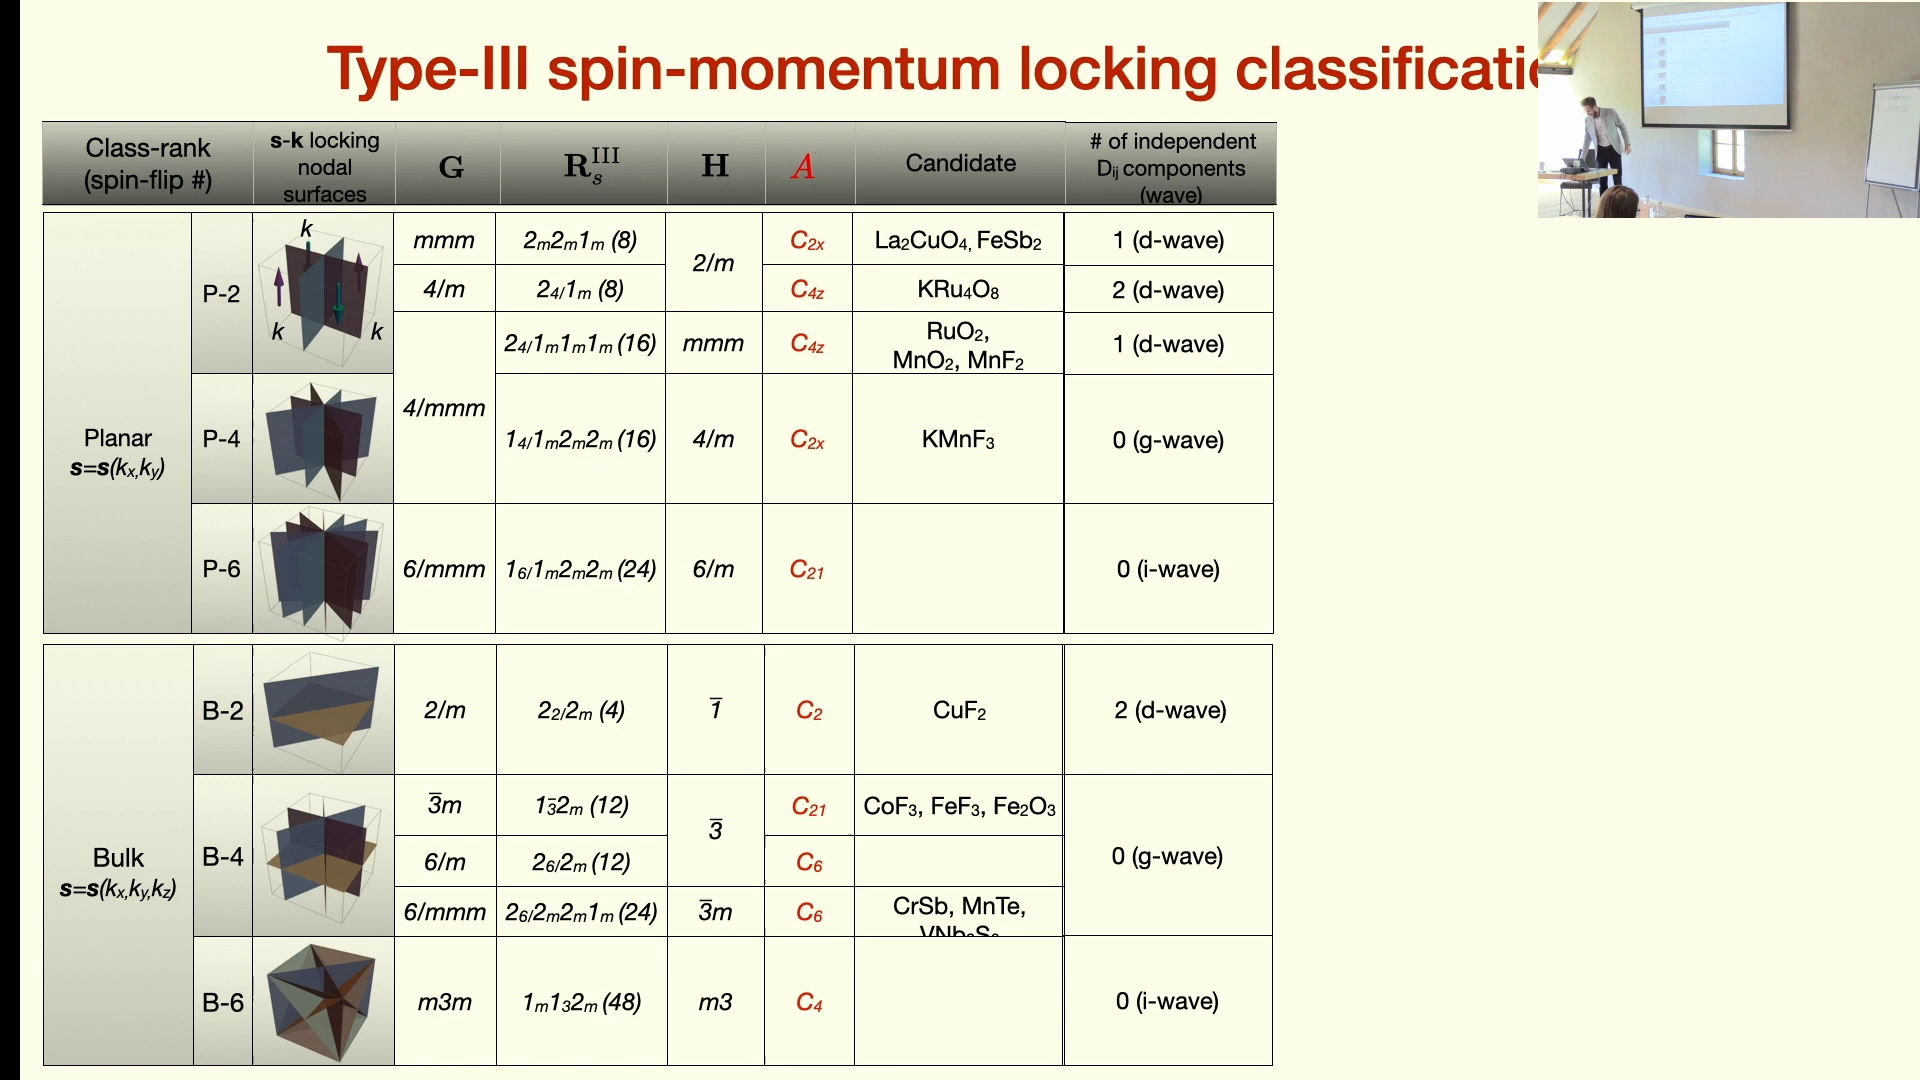 Type-III spin-momentum locking classificatio
Class-rank
(spin-flip #)
s-k locking
nodal
surfaces
G
R_s^III
H
A
Candidate
# of independent
Dij components
(wave)
Planar
s=s(kx,ky)
P-2
k
k
k
mmm
2m2m1m (8)
2/m
C2x
La2CuO4, FeSb2
1 (d-wave)
4/m
24/1m (8)
C4z
KRu4O8
2 (d-wave)
4/mmm
24/1m1m1m (16)
mmm
C4z
RuO2,
MnO2, MnF2
1 (d-wave)
P-4
14/1m2m2m (16)
4/m
C2x
KMnF3
0 (g-wave)
P-6
6/mmm
16/1m2m2m (24)
6/m
C21
0 (i-wave)
Bulk
s=s(kx,ky,kz)
B-2
2/m
22/2m (4)
1̅
C2
CuF2
2 (d-wave)
B-4
3̅m
13̅2m (12)
3̅
C21
CoF3, FeF3, Fe2O3
0 (g-wave)
6/m
26/2m (12)
C6
6/mmm
26/2m2m1m (24)
3̅m
C6
CrSb, MnTe,
B-6
m3m
1m132m (48)
m3
C4
0 (i-wave)